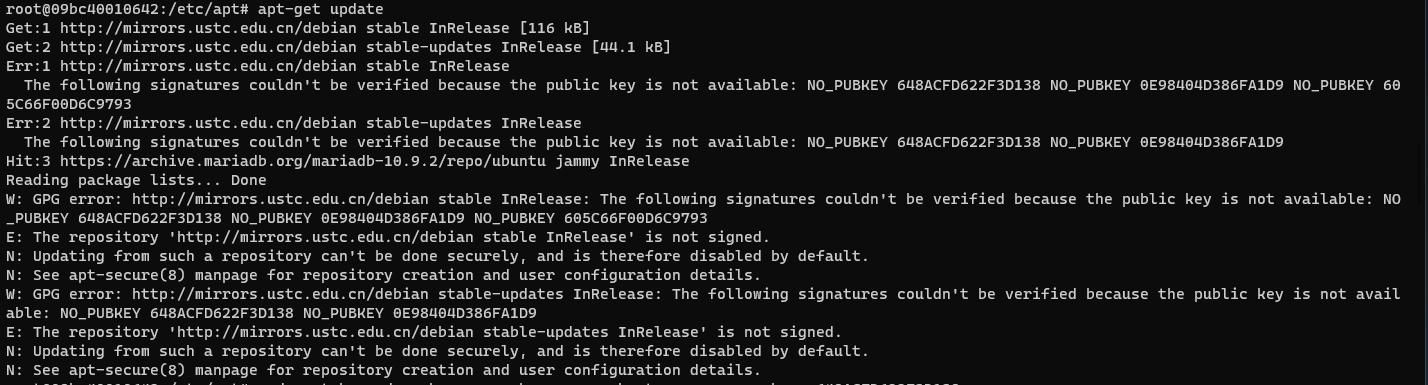 root@09bc40010642:/etc/apt# apt-get update
Get:1 http://mirrors.ustc.edu.cn/debian stable InRelease [116 kB]
Get:2 http://mirrors.ustc.edu.cn/debian stable-updates InRelease [44.1 kB]
Err:1 http://mirrors.ustc.edu.cn/debian stable InRelease
  The following signatures couldn't be verified because the public key is not available: NO_PUBKEY 648ACFD622F3D138 NO_PUBKEY 0E98404D386FA1D9 NO_PUBKEY 60
5C66F00D6C9793
Err:2 http://mirrors.ustc.edu.cn/debian stable-updates InRelease
  The following signatures couldn't be verified because the public key is not available: NO_PUBKEY 648ACFD622F3D138 NO_PUBKEY 0E98404D386FA1D9
Hit:3 https://archive.mariadb.org/mariadb-10.9.2/repo/ubuntu jammy InRelease
Reading package lists... Done
W: GPG error: http://mirrors.ustc.edu.cn/debian stable InRelease: The following signatures couldn't be verified because the public key is not available: NO
_PUBKEY 648ACFD622F3D138 NO_PUBKEY 0E98404D386FA1D9 NO_PUBKEY 605C66F00D6C9793
E: The repository 'http://mirrors.ustc.edu.cn/debian stable InRelease' is not signed.
N: Updating from such a repository can't be done securely, and is therefore disabled by default.
N: See apt-secure(8) manpage for repository creation and user configuration details.
W: GPG error: http://mirrors.ustc.edu.cn/debian stable-updates InRelease: The following signatures couldn't be verified because the public key is not avail
able: NO_PUBKEY 648ACFD622F3D138 NO_PUBKEY 0E98404D386FA1D9
E: The repository 'http://mirrors.ustc.edu.cn/debian stable-updates InRelease' is not signed.
N: Updating from such a repository can't be done securely, and is therefore disabled by default.
N: See apt-secure(8) manpage for repository creation and user configuration details.